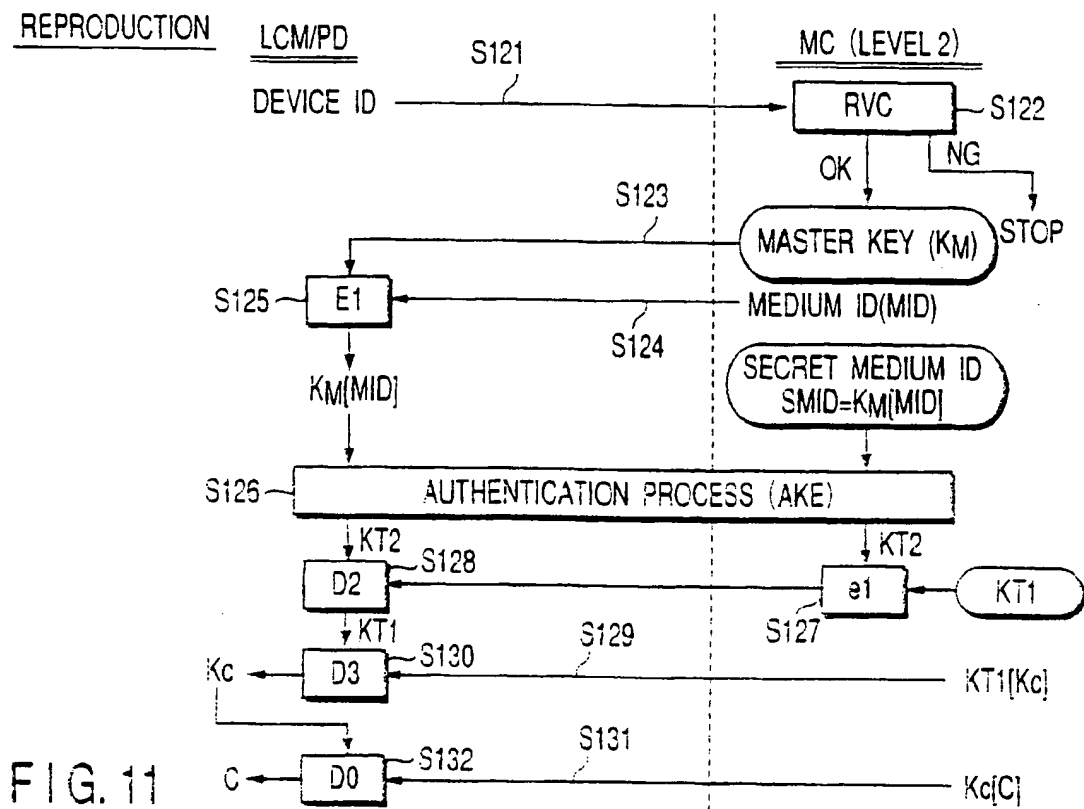 REPRODUCTION
LCM/PD
MC (LEVEL 2)
S121
DEVICE ID
RVC
S122
OK
NG
S123
MASTER KEY (KM)
STOP
S125
E1
MEDIUM ID(MID)
S124
KM[MID]
SECRET MEDIUM ID
SMID=KM[MID]
S126
AUTHENTICATION PROCESS (AKE)
KT2
KT2
S128
D2
e1
KT1
S127
KT1
S129
S130
Kc
D3
KT1[Kc]
S131
S132
C
D0
Kc[C]
FIG. 11